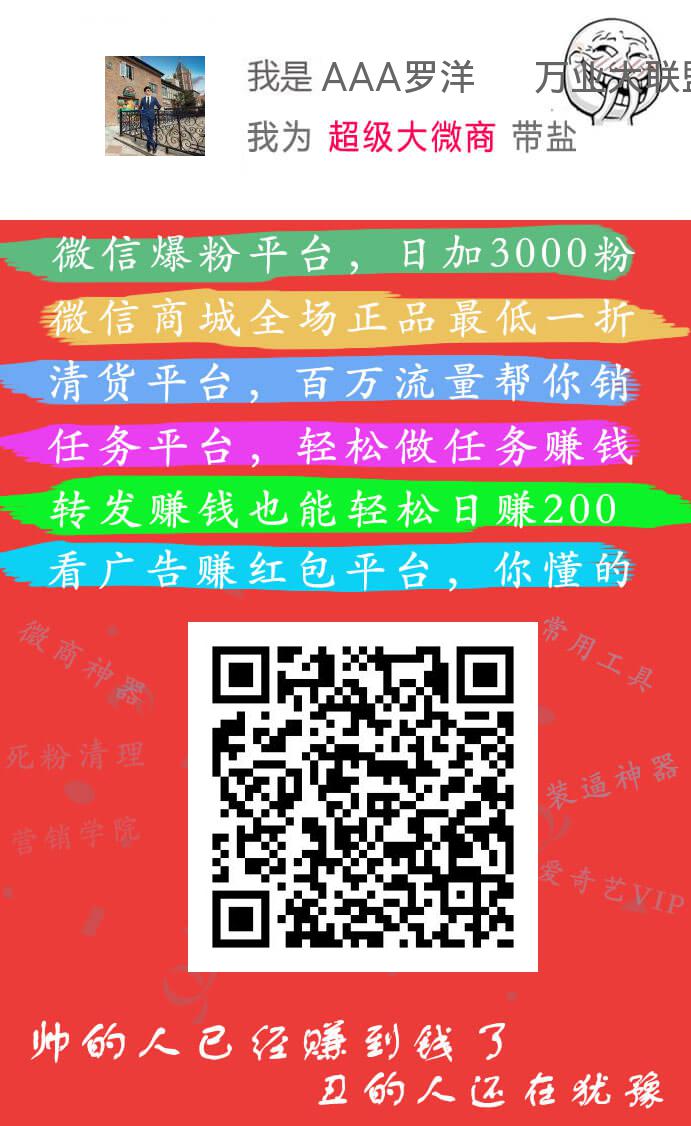 我是 AAA罗洋 万业大联盟
我为 超级大微商 带盐
微信爆粉平台，日加3000粉
微信商城全场正品最低一折
清货平台，百万流量帮你销
任务平台，轻松做任务赚钱
转发赚钱也能轻松日赚200
看广告赚红包平台，你懂的
微商神器
常用工具
死粉清理
装逼神器
营销学院
爱奇艺VIP
帅的人已经赚到钱了
丑的人还在犹豫